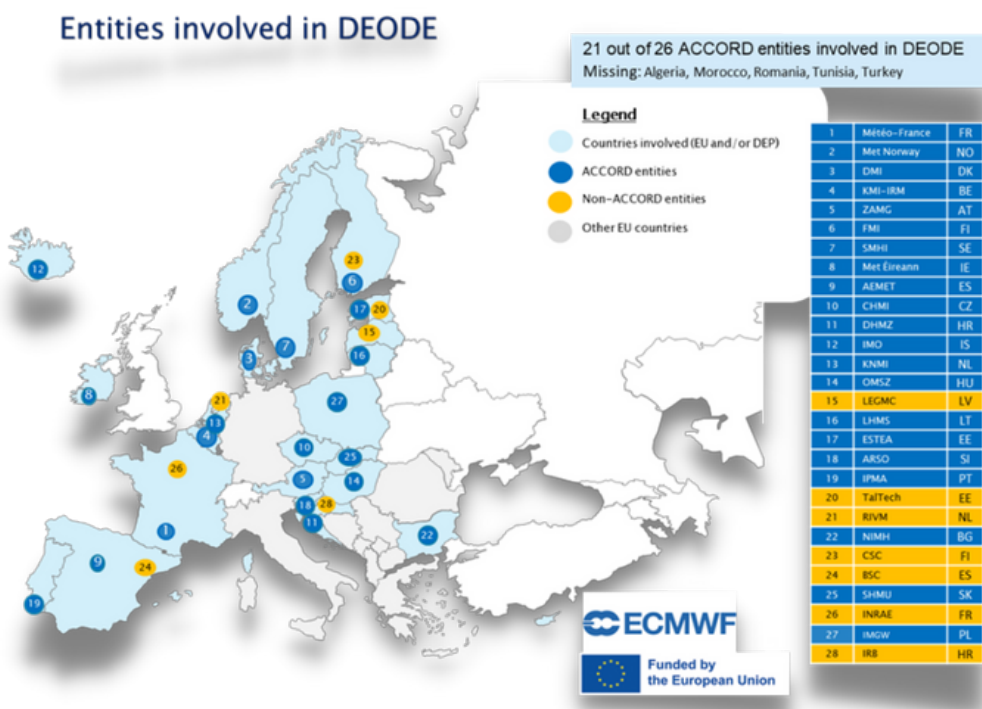 Entities involved in DEODE
21 out of 26 ACCORD entities involved in DEODE
Missing: Algeria, Morocco, Romania, Tunisia, Turkey
Legend
Countries involved (EU and/or DEP)
ACCORD entities
Non-ACCORD entities
Other EU countries
1 Météo-France FR
2 Met Norway NO
3 DMI DK
4 KMI-IRM BE
5 ZAMG AT
6 FMI FI
7 SMHI SE
8 Met Éireann IE
9 AEMET ES
10 CHMI CZ
11 DHMZ HR
12 IMO IS
13 KNMI NL
14 OMSZ HU
15 LEGMC LV
16 LHMS LT
17 ESTEA EE
18 ARSO SI
19 IPMA PT
20 TalTech EE
21 RIVM NL
22 NIMH BG
23 CSC FI
24 BSC ES
25 SHMU SK
26 INRAE FR
27 IMGW PL
28 IRB HR
12
23
6
2
17 20
15
7
3
16
8
21
13
4
27
10
25
26
5
14
18 28
11
1
22
9
24
19
ECMWF
Funded by
the European Union